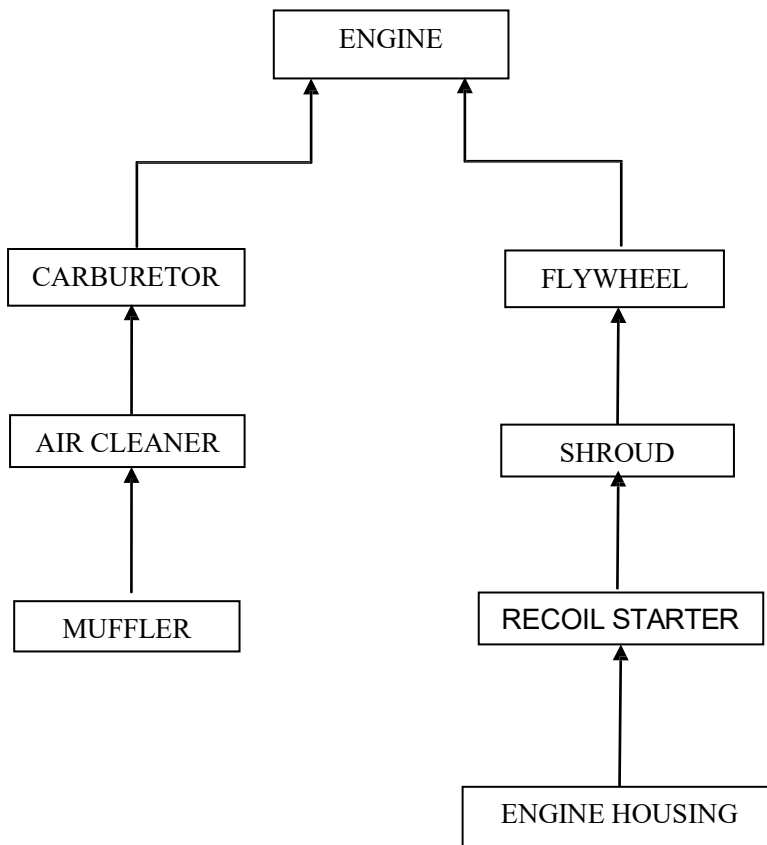 ENGINE
CARBURETOR
FLYWHEEL
AIR CLEANER
SHROUD
MUFFLER
RECOIL STARTER
ENGINE HOUSING